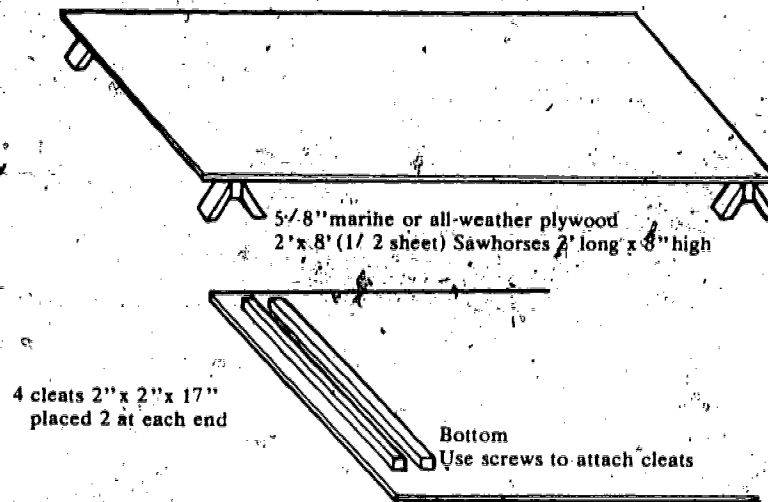 5/8" marine or all-weather plywood
2' x 8' (1/ 2 sheet) Sawhorses 2' long x 8" high
4 cleats 2" x 2" x 17"
placed 2 at each end
Bottom
Use screws to attach cleats